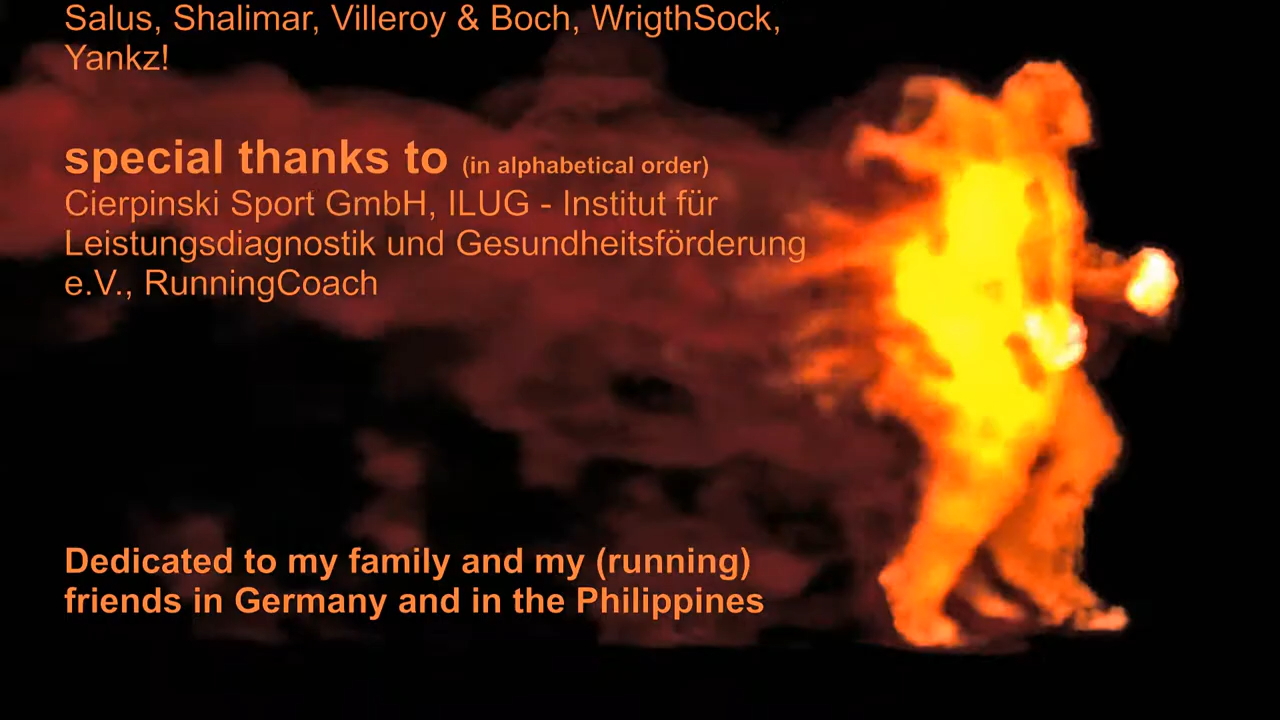 Salus, Shalimar, Villeroy & Boch, WrigthSock,
Yankz!
special thanks to (in alphabetical order)
Cierpinski Sport GmbH, ILUG - Institut für
Leistungsdiagnostik und Gesundheitsförderung
e.V., RunningCoach
Dedicated to my family and my (running)
friends in Germany and in the Philippines